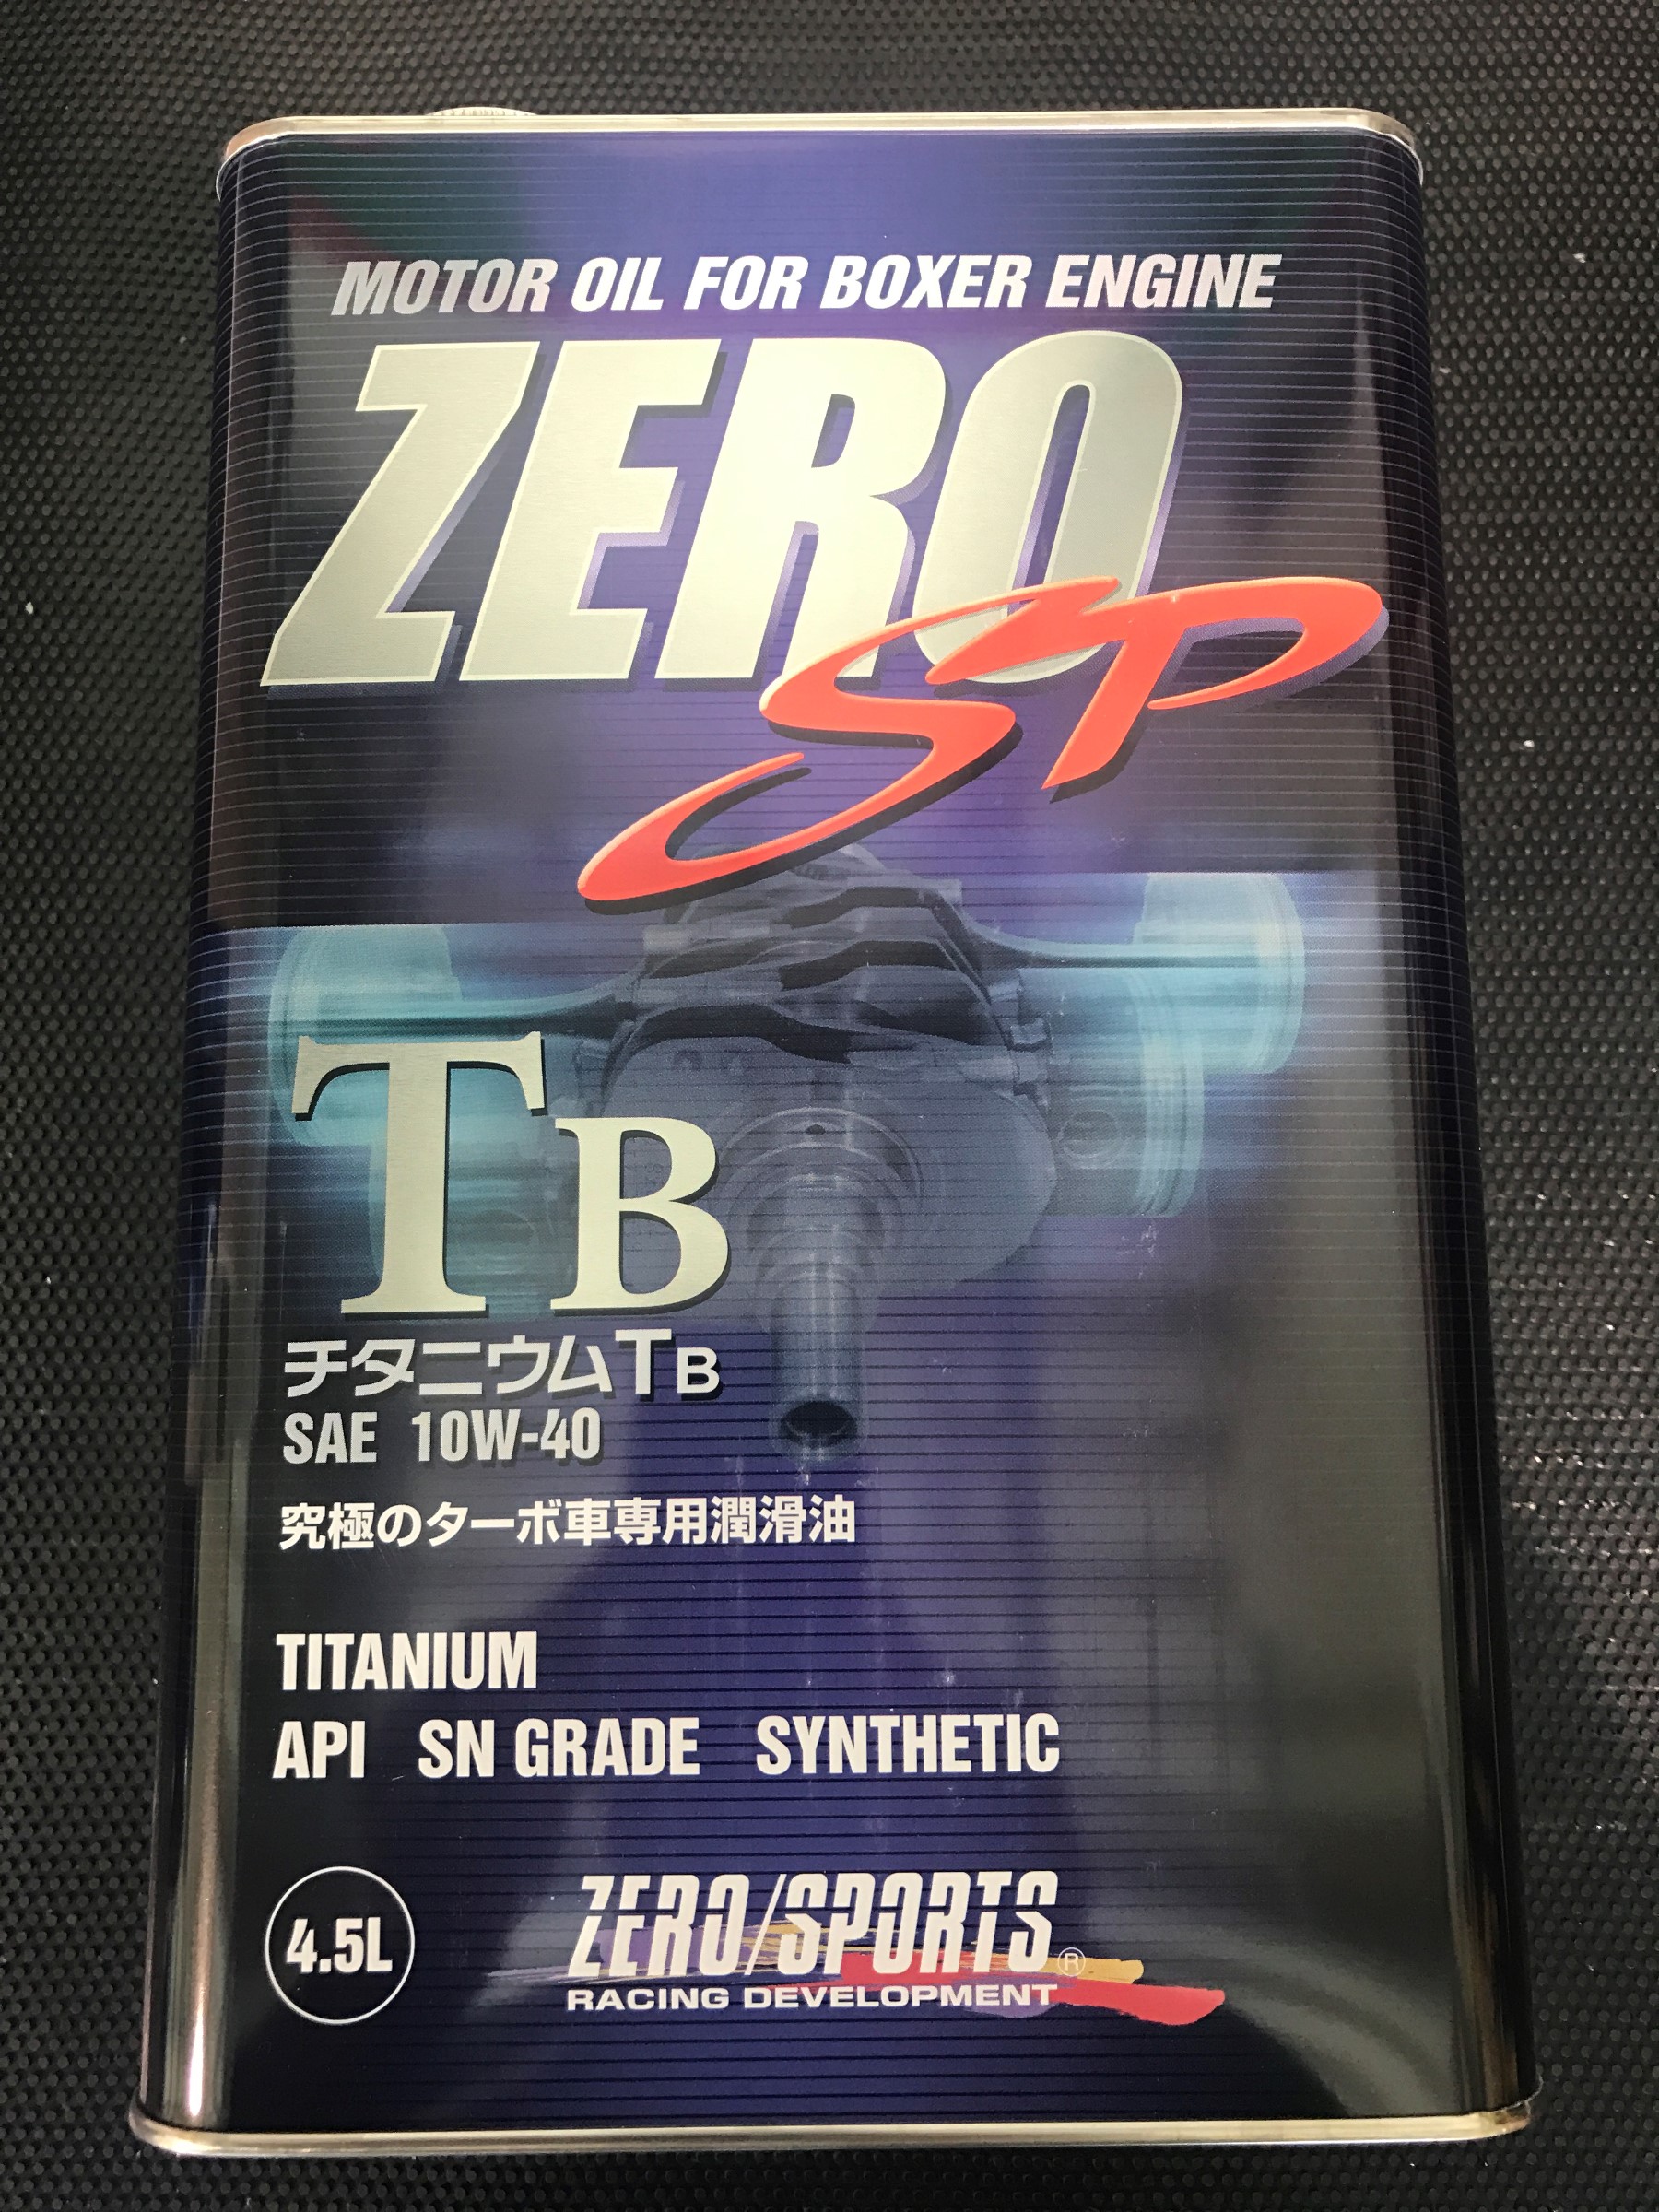 MOTOR OIL FOR BOXER ENGINE
ZERO
SP
TB
チタニウムTB
SAE 10W-40
究極のターボ車専用潤滑油
TITANIUM
API SN GRADE SYNTHETIC
4.5L
ZERO/SPORTS®
RACING DEVELOPMENT